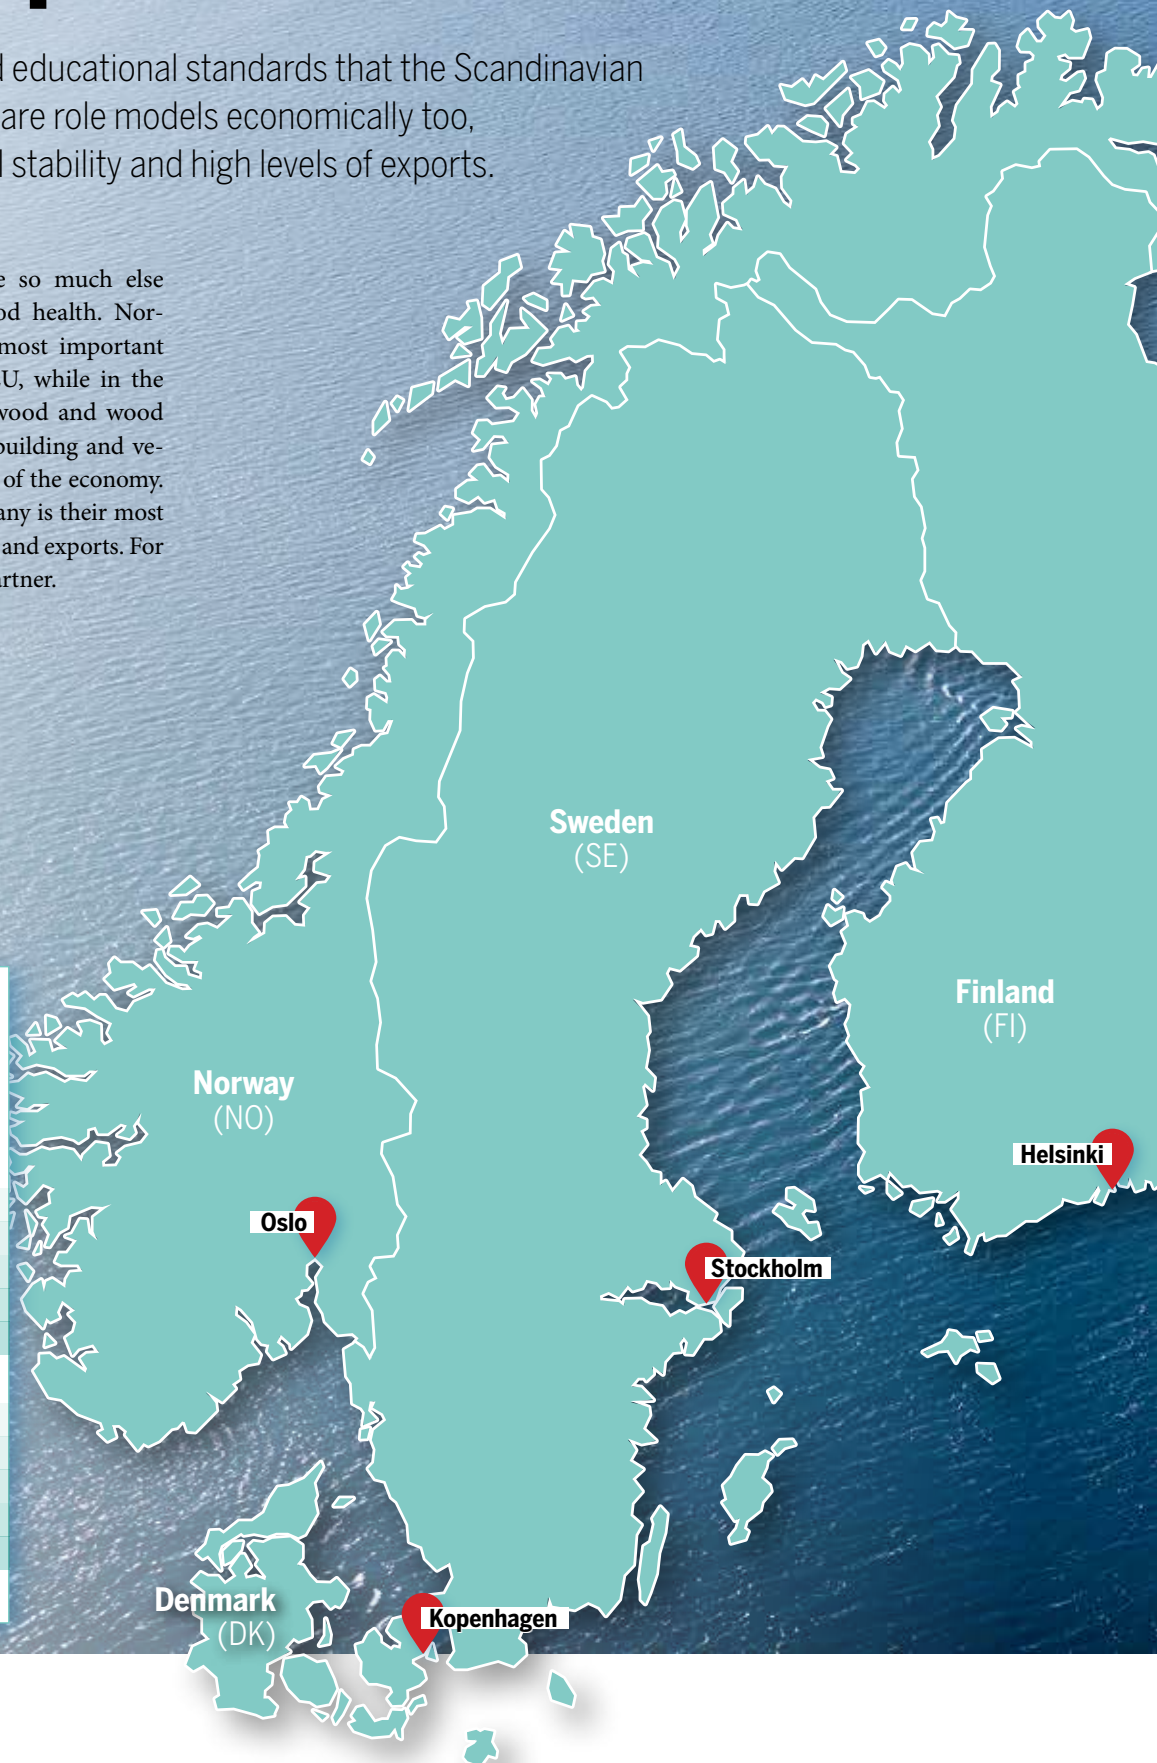 d educational standards that the Scandinavian
are role models economically too,
stability and high levels of exports.
e so much else
od health. Nor-
most important
U, while in the
wood and wood
building and ve-
of the economy.
any is their most
and exports. For
artner.
Sweden
(SE)
Finland
(FI)
Norway
(NO)
Helsinki
Oslo
Stockholm
Denmark
(DK)
Kopenhagen